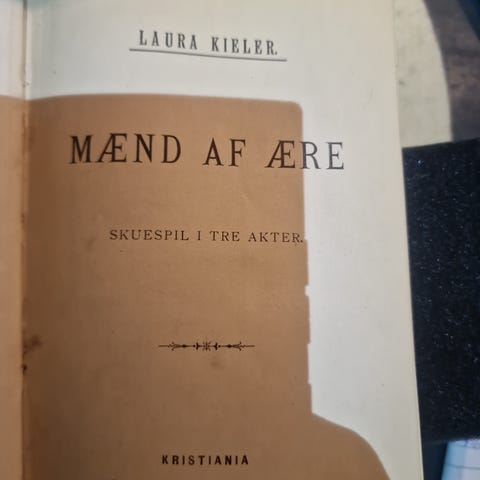 LAURA KIELER.
MÆND AF ÆRE
SKUESPIL I TRE AKTER.
KRISTIANIA